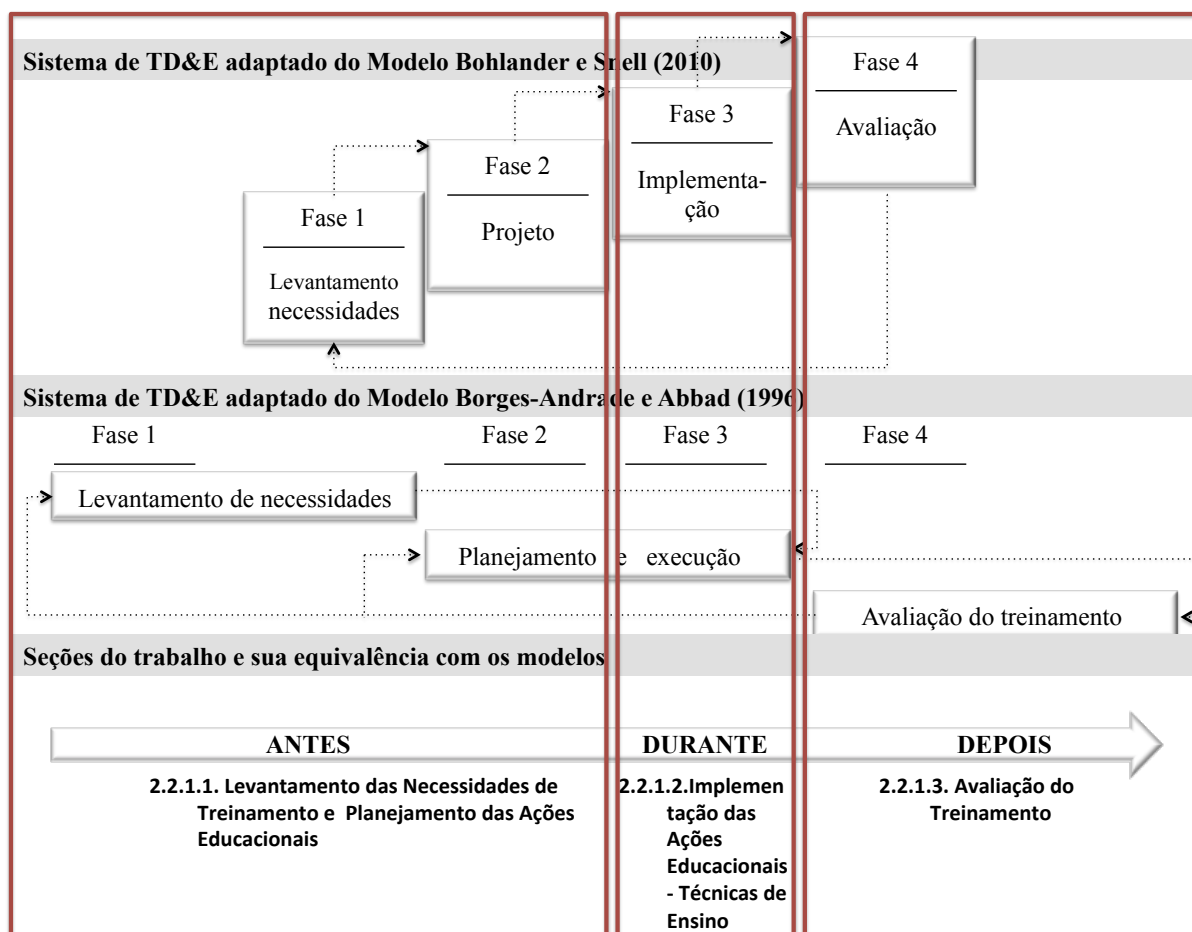 Sistema de TD&E adaptado do Modelo Bohlander e Snell (2010)
Fase 1
Levantamento
necessidades
Fase 2
Projeto
Fase 3
Implementa-
ção
Fase 4
Avaliação
Sistema de TD&E adaptado do Modelo Borges-Andrade e Abbad (1996)
Fase 1
Fase 2
Fase 3
Fase 4
Levantamento de necessidades
Planejamento e execução
Avaliação do treinamento
Seções do trabalho e sua equivalência com os modelos
ANTES
DURANTE
DEPOIS
2.2.1.1. Levantamento das Necessidades de
Treinamento e Planejamento das Ações
Educacionais
2.2.1.2.Implemen
tação das
Ações
Educacionais
- Técnicas de
Ensino
2.2.1.3. Avaliação do
Treinamento